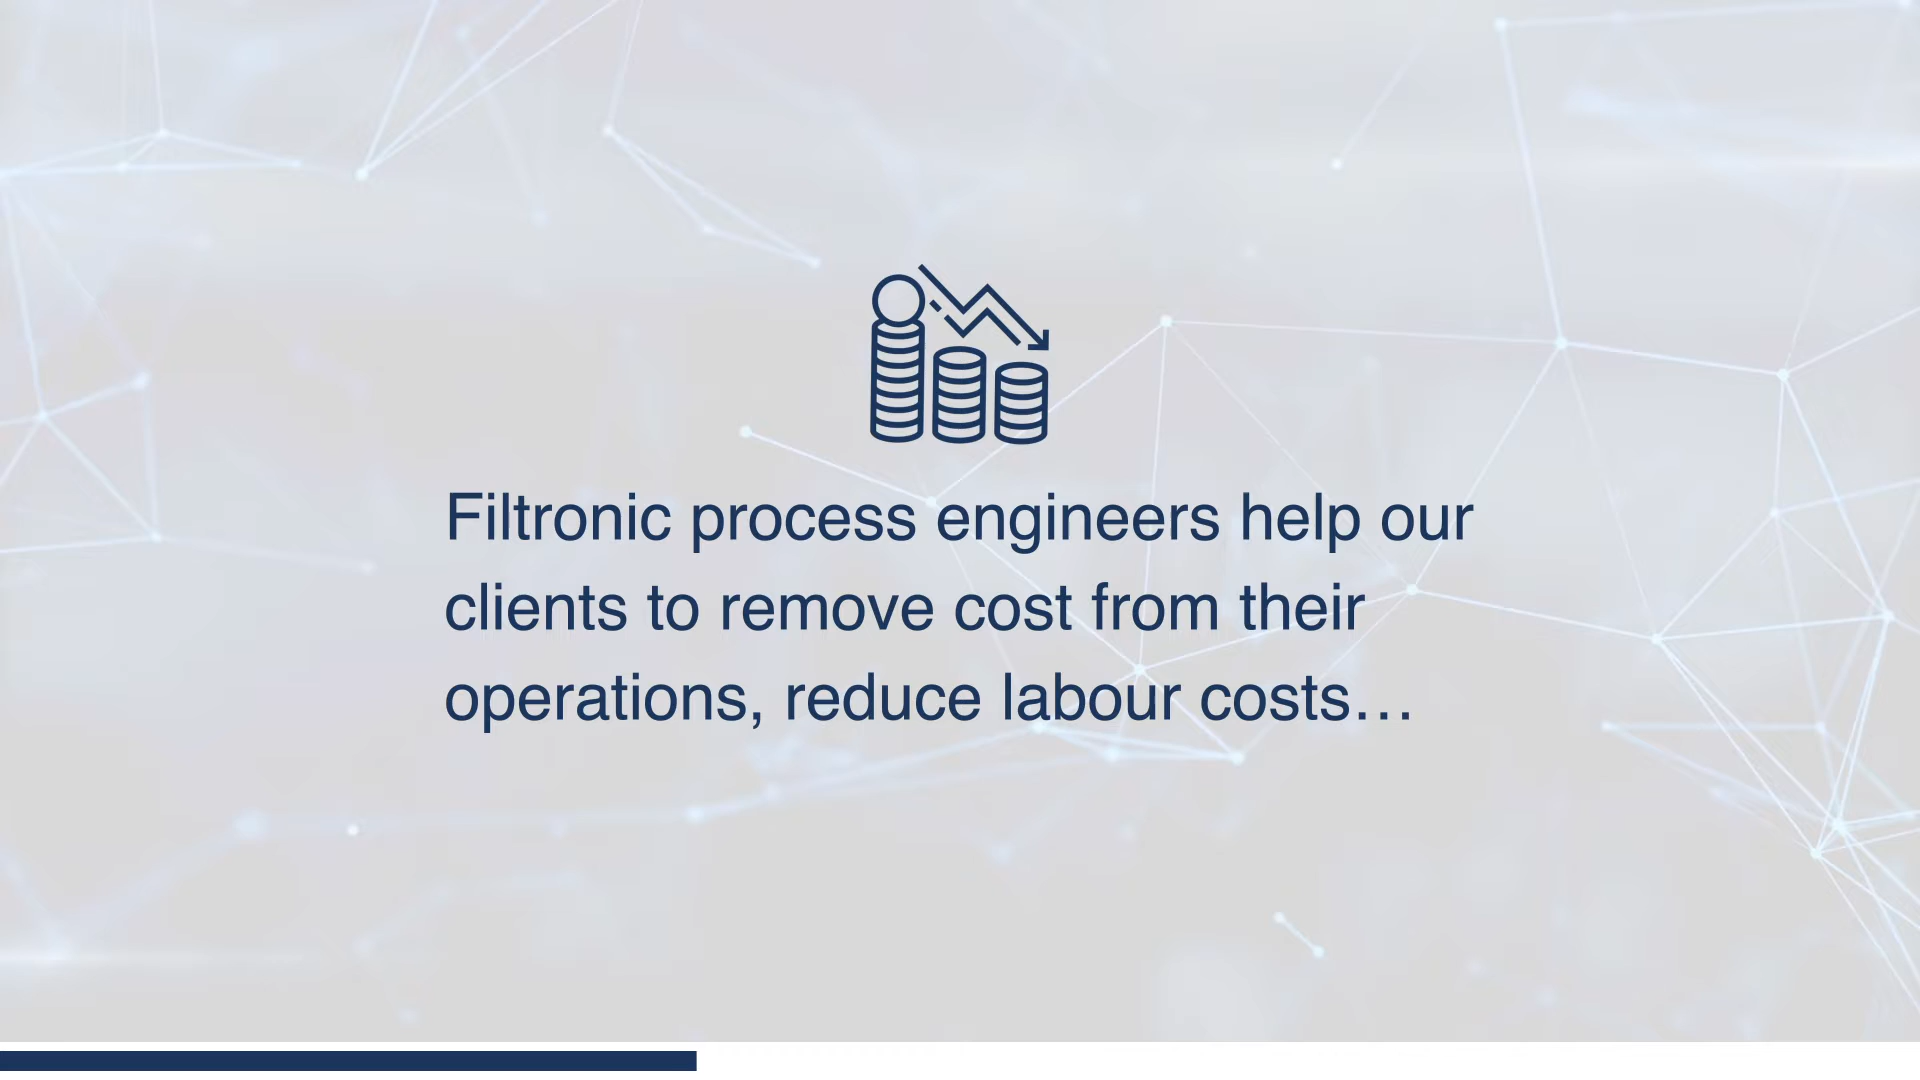 Filtronic process engineers help our
clients to remove cost from their
operations, reduce labour costs…